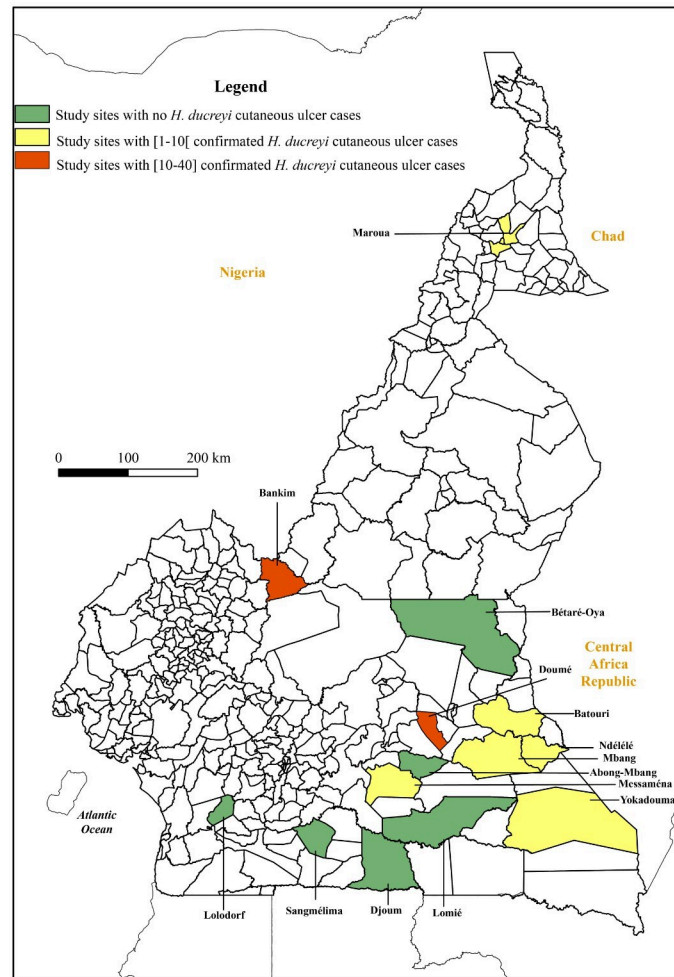 Legend
Study sites with no H. ducreyi cutaneous ulcer cases
Study sites with [1-10[ confirmated H. ducreyi cutaneous ulcer cases
Study sites with [10-40] confirmated H. ducreyi cutaneous ulcer cases
Maroua
Chad
Nigeria
0 100 200 km
Bankim
Bétaré-Oya
Central
Africa
Republic
Doumé
Batouri
Ndélélé
Mbang
Abong-Mbang
Messaména
Yokadouma
Atlantic
Ocean
Lolodorf
Sangmélima
Djoum
Lomié